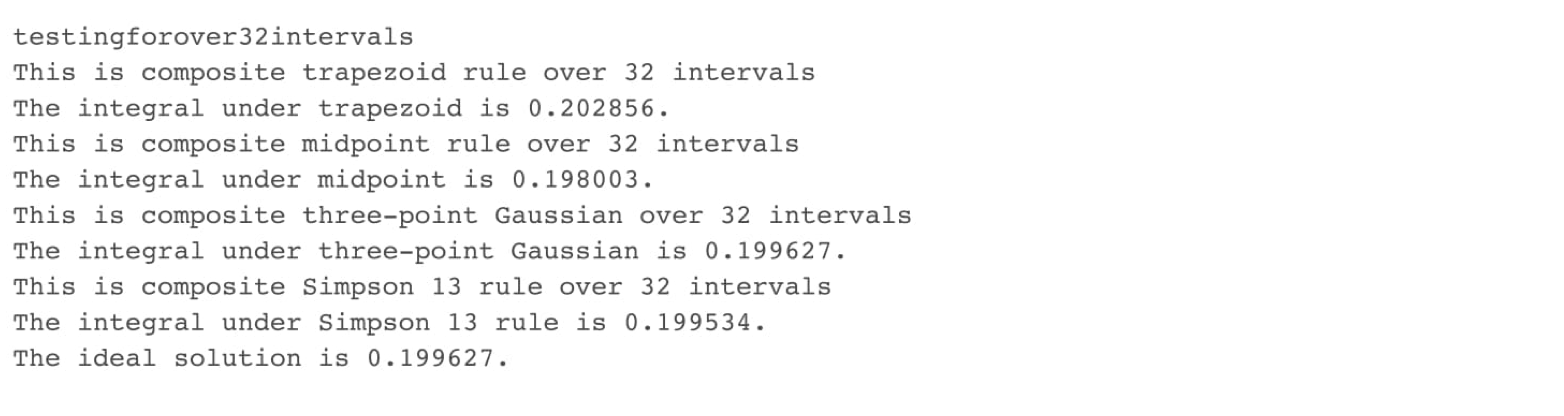 testingforover32intervals
This is composite trapezoid rule over 32 intervals
The integral under trapezoid is 0.202856.
This is composite midpoint rule over 32 intervals
The integral under midpoint is 0.198003.
This is composite three-point Gaussian over 32 intervals
The integral under three-point Gaussian is 0.199627.
This is composite Simpson 13 rule over 32 intervals
The integral under Simpson 13 rule is 0.199534.
The ideal solution is 0.199627.